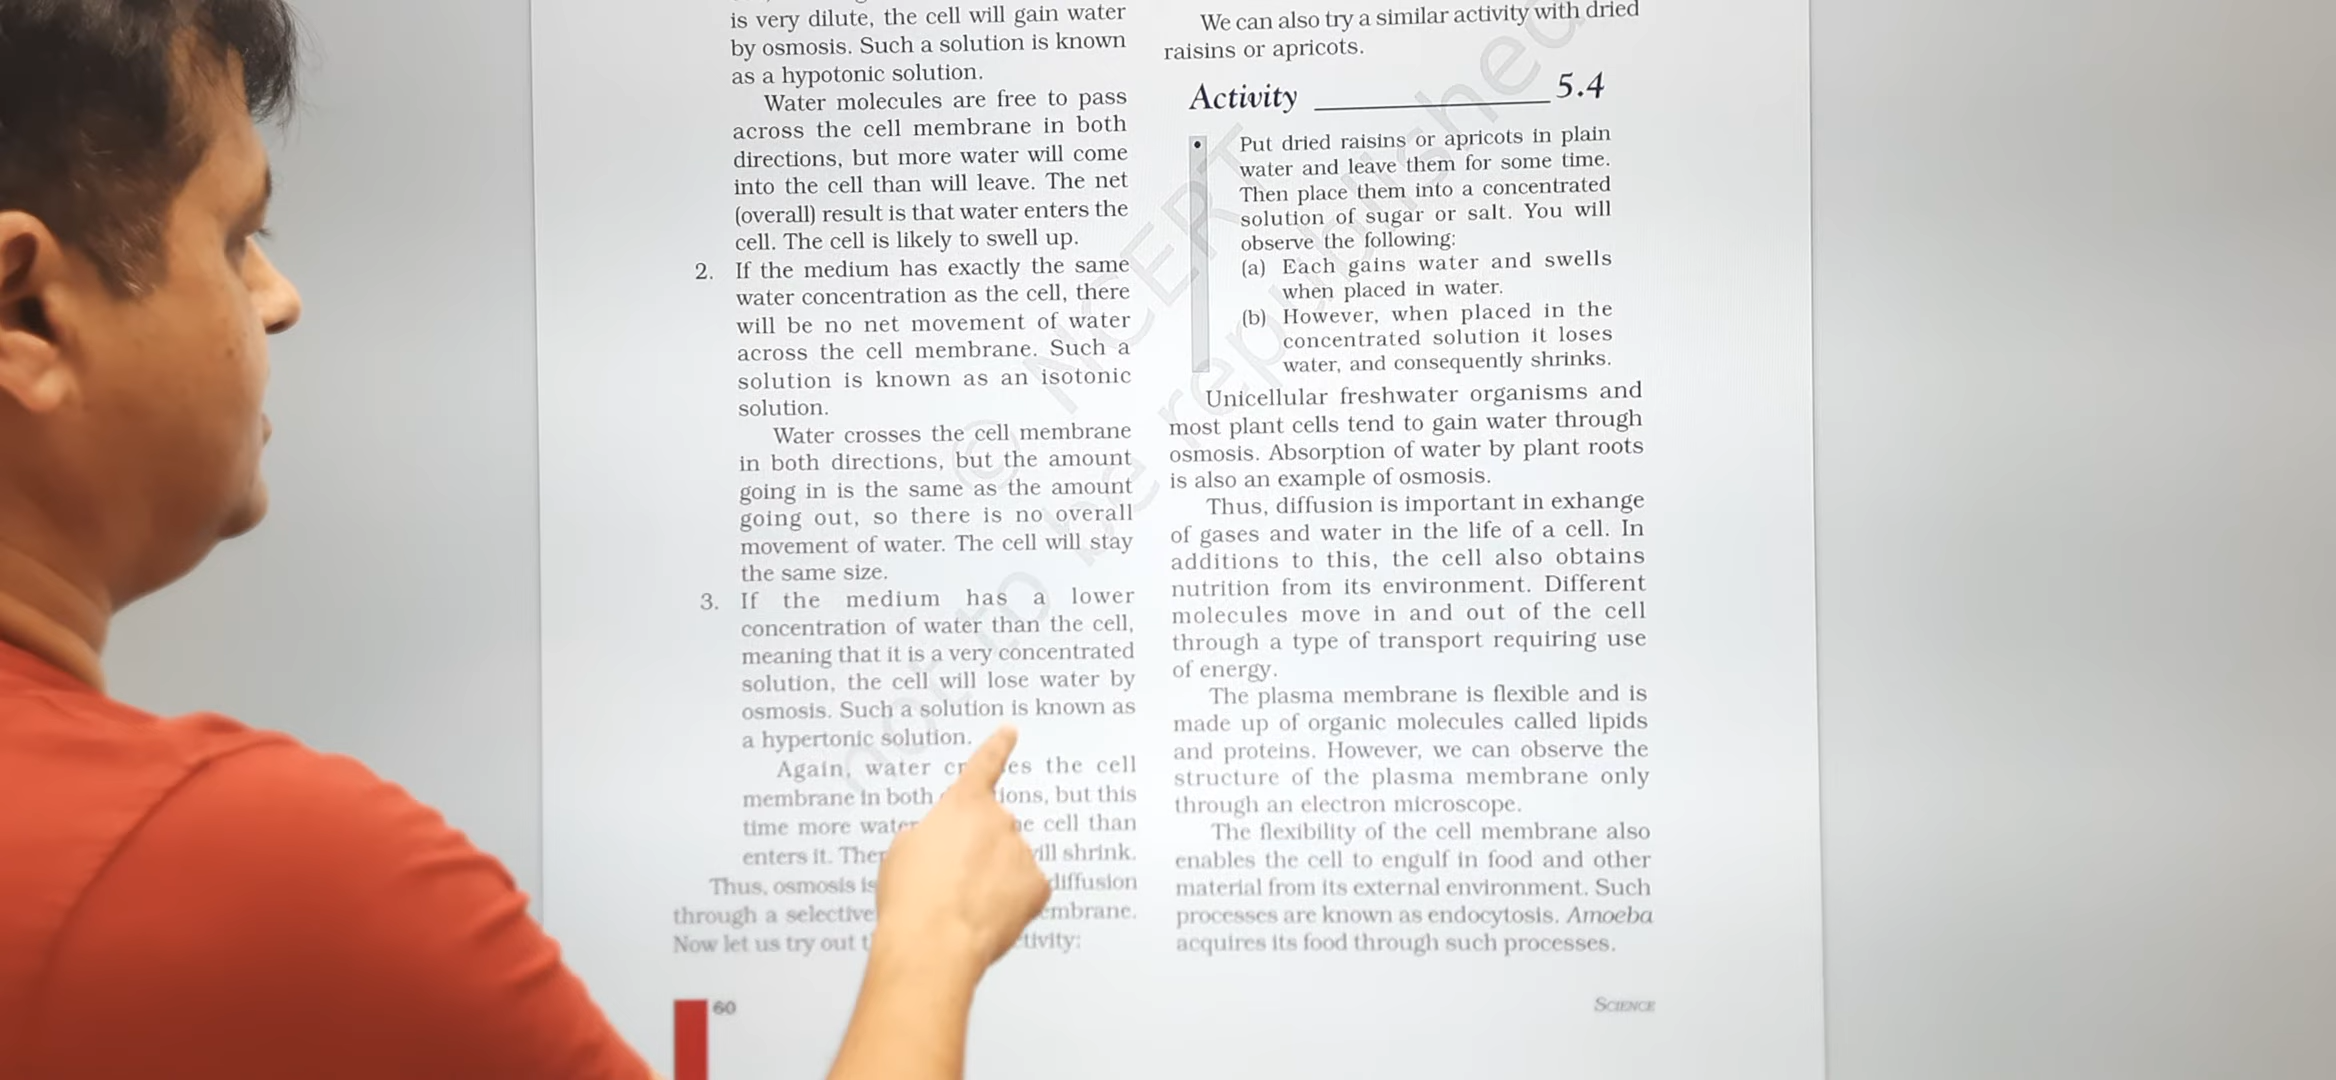 is very dilute, the cell will gain water
by osmosis. Such a solution is known
as a hypotonic solution.
Water molecules are free to pass
across the cell membrane in both
directions, but more water will come
into the cell than will leave. The net
(overall) result is that water enters the
cell. The cell is likely to swell up.
2. If the medium has exactly the same
water concentration as the cell, there
will be no net movement of water
across the cell membrane. Such a
solution is known as an isotonic
solution.
Water crosses the cell membrane
in both directions, but the amount
going in is the same as the amount
going out, so there is no overall
movement of water. The cell will stay
the same size.
3. If the medium has a lower
concentration of water than the cell,
meaning that it is a very concentrated
solution, the cell will lose water by
osmosis. Such a solution is known as
a hypertonic solution.
Again, water the cell
membrane in both but this
time more water cell than
enters it. shrink.
Thus, osmosis is diffusion
through a
Now let us try out
60
We can also try a similar activity with dried
raisins or apricots.
Activity 5.4
• Put dried raisins or apricots in plain
water and leave them for some time.
Then place them into a concentrated
solution of sugar or salt. You will
observe the following:
(a) Each gains water and swells
when placed in water.
(b) However, when placed in the
concentrated solution it loses
water, and consequently shrinks.
Unicellular freshwater organisms and
most plant cells tend to gain water through
osmosis. Absorption of water by plant roots
is also an example of osmosis.
Thus, diffusion is important in exhange
of gases and water in the life of a cell. In
additions to this, the cell also obtains
nutrition from its environment. Different
molecules move in and out of the cell
through a type of transport requiring use
of energy.
The plasma membrane is flexible and is
made up of organic molecules called lipids
and proteins. However, we can observe the
structure of the plasma membrane only
through an electron microscope.
The flexibility of the cell membrane also
enables the cell to engulf in food and other
material from its external environment. Such
processes are known as endocytosis. Amoeba
acquires its food through such processes.
SCIENCE
© NCERT
not to be republished